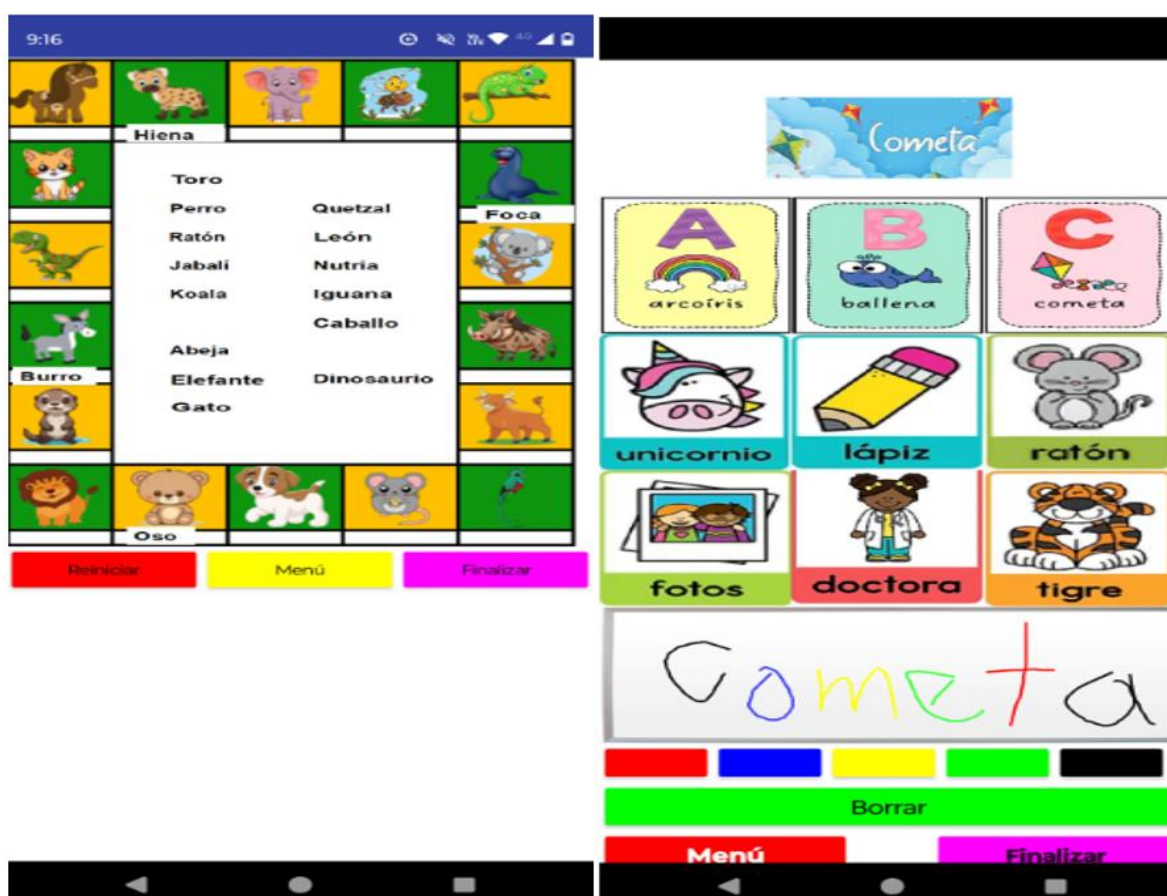 9:16
Hiena
Toro
Perro Quetzal
Foca
Ratón León
Jabalí Nutria
Koala Iguana
Caballo
Abeja
Burro
Elefante Dinosaurio
Gato
Oso
Reiniciar Menú Finalizar
Cometa
A B C
arcoíris ballena cometa
unicornio lápiz ratón
fotos doctora tigre
cometa
Borrar
Menú Finalizar